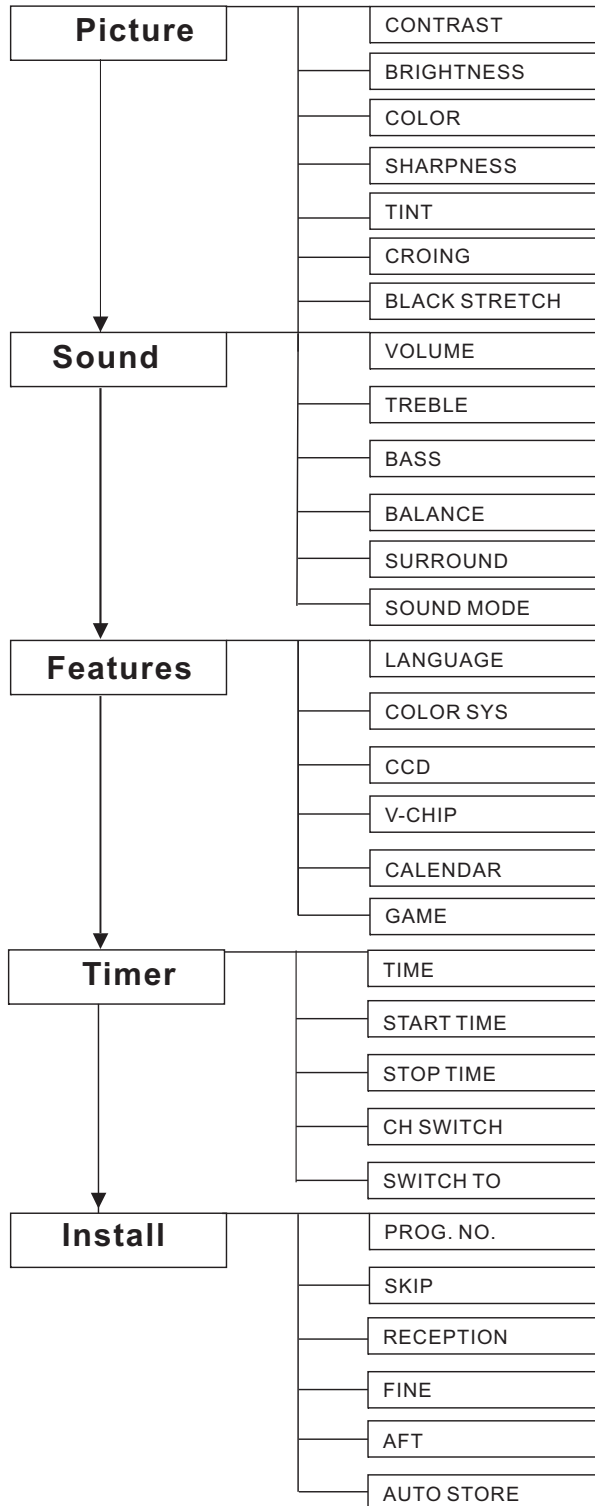 Picture
CONTRAST
BRIGHTNESS
COLOR
SHARPNESS
TINT
CROING
BLACK STRETCH
Sound
VOLUME
TREBLE
BASS
BALANCE
SURROUND
SOUND MODE
Features
LANGUAGE
COLOR SYS
CCD
V-CHIP
CALENDAR
GAME
Timer
TIME
START TIME
STOP TIME
CH SWITCH
SWITCH TO
Install
PROG. NO.
SKIP
RECEPTION
FINE
AFT
AUTO STORE